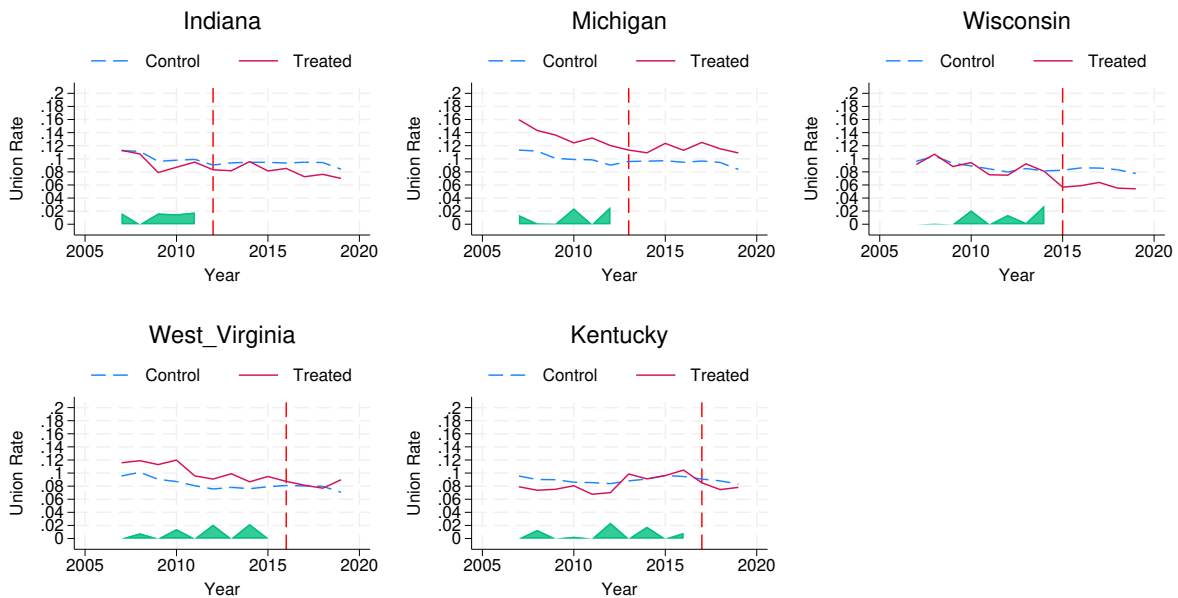 Indiana
Control Treated
Union Rate
.2
.18
.16
.14
.12
.1
.08
.06
.04
.02
0
2005 2010 2015 2020
Year
Michigan
Control Treated
Union Rate
.2
.18
.16
.14
.12
.1
.08
.06
.04
.02
0
2005 2010 2015 2020
Year
Wisconsin
Control Treated
Union Rate
.2
.18
.16
.14
.12
.1
.08
.06
.04
.02
0
2005 2010 2015 2020
Year
West_Virginia
Control Treated
Union Rate
.2
.18
.16
.14
.12
.1
.08
.06
.04
.02
0
2005 2010 2015 2020
Year
Kentucky
Control Treated
Union Rate
.2
.18
.16
.14
.12
.1
.08
.06
.04
.02
0
2005 2010 2015 2020
Year